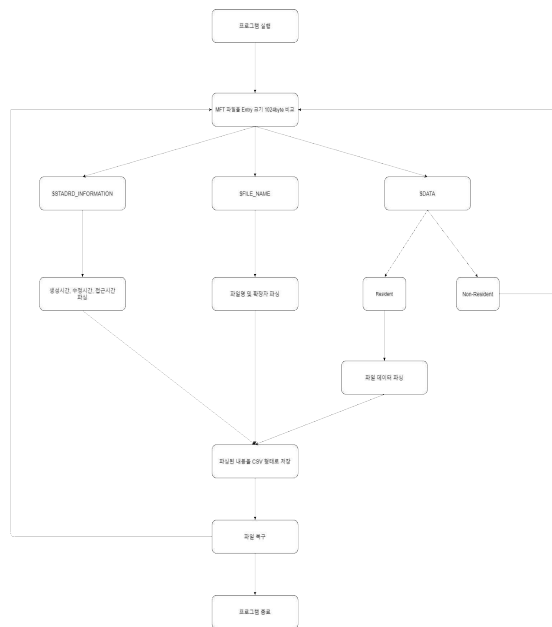 프로그램 실행
MFT 파일을 Entry 크기 1024byte 비교
$STADRD_INFORMATION
$FILE_NAME
$DATA
생성시간, 수정시간, 접근시간
파싱
파일명 및 확장자 파싱
Resident
Non-Resident
파일 데이터 파싱
파싱된 내용을 CSV 형태로 저장
파일 복구
프로그램 종료